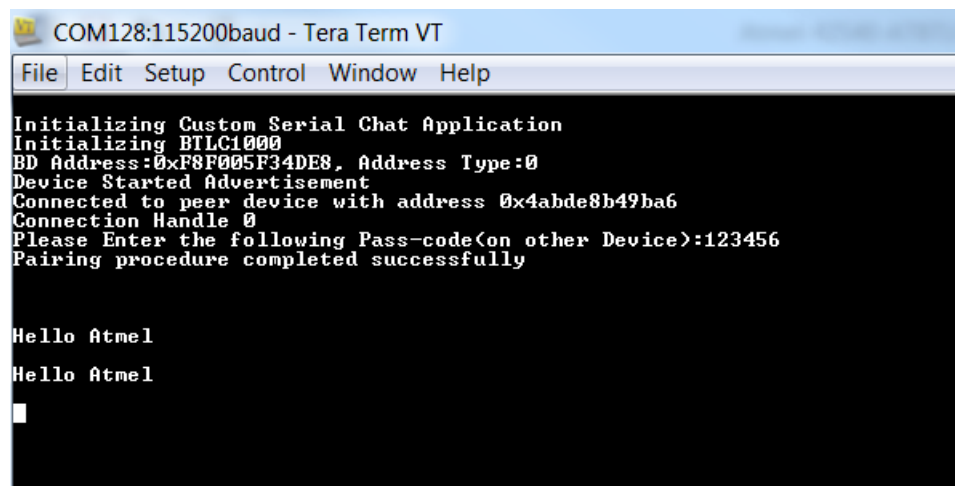 COM128:115200baud - Tera Term VT
File Edit Setup Control Window Help
Initializing Custom Serial Chat Application
Initializing BTLC1000
BD Address:0xF8F005F34DE8, Address Type:0
Device Started Advertisement
Connected to peer device with address 0x4abde8b49ba6
Connection Handle 0
Please Enter the following Pass-code(on other Device):123456
Pairing procedure completed successfully
Hello Atmel
Hello Atmel